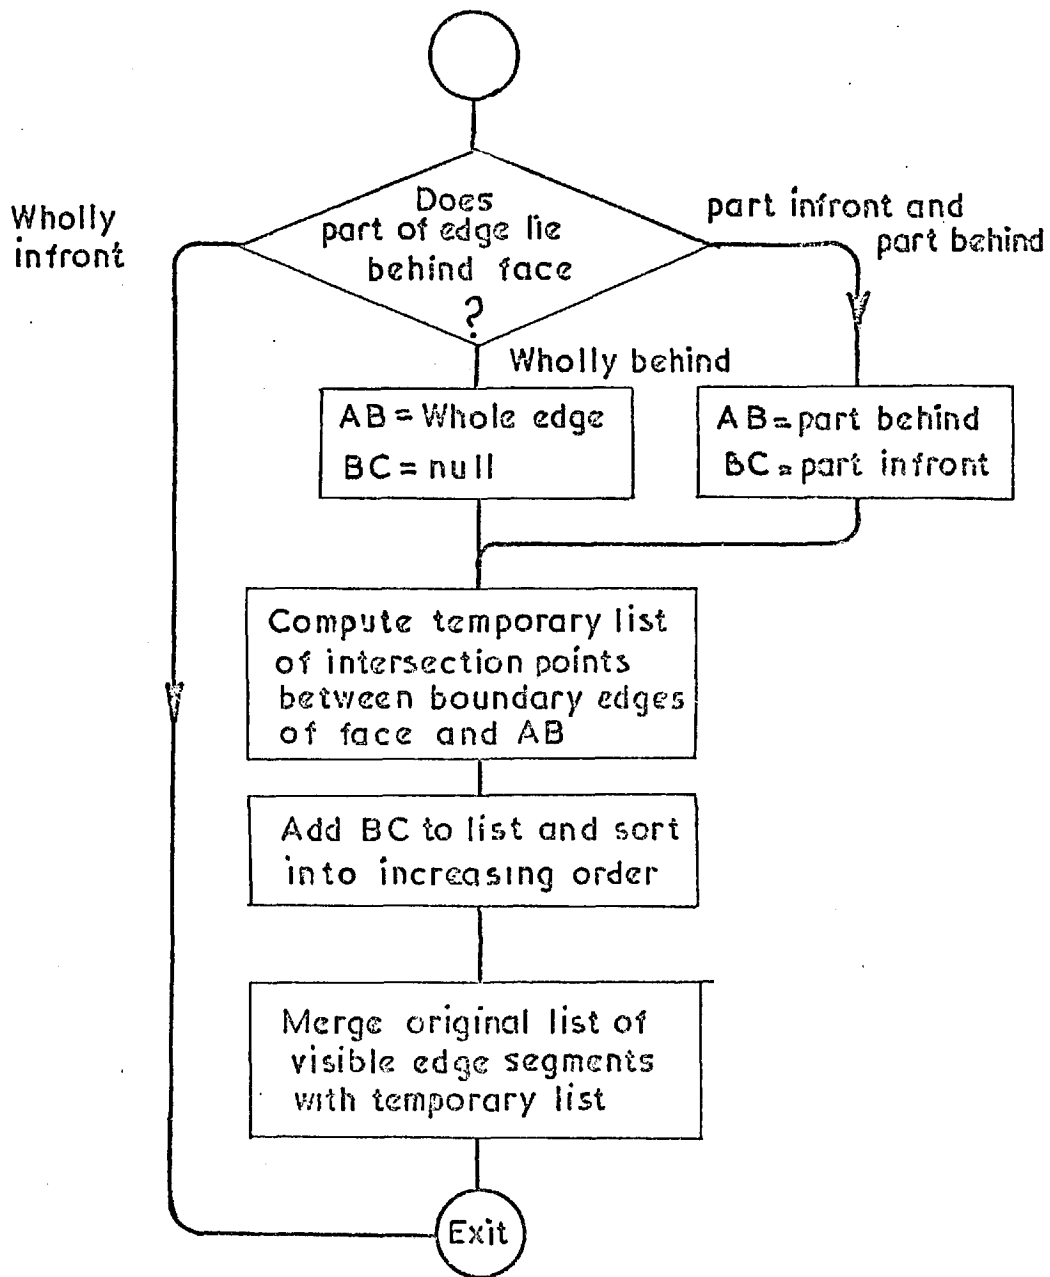 Does
part of edge lie
behind face
?
Wholly
infront
part infront and
part behind
Wholly behind
AB = Whole edge
BC = null
AB = part behind
BC = part infront
Compute temporary list
of intersection points
between boundary edges
of face and AB
Add BC to list and sort
into increasing order
Merge original list of
visible edge segments
with temporary list
Exit